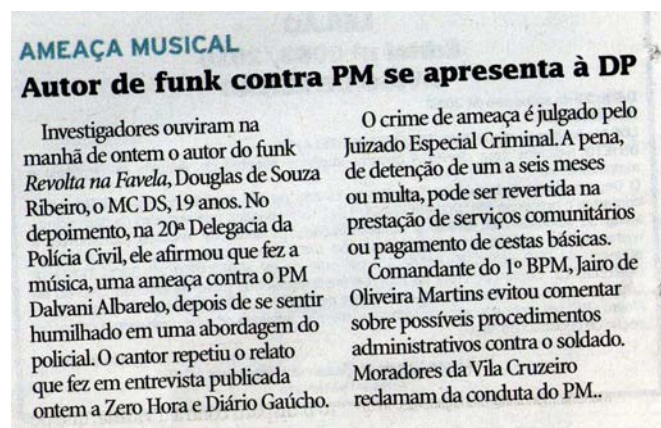 AMEAÇA MUSICAL
Autor de funk contra PM se apresenta à DP
Investigadores ouviram na
manhã de ontem o autor do funk
Revolta na Favela, Douglas de Souza
Ribeiro, o MC DS, 19 anos. No
depoimento, na 20ª Delegacia da
Polícia Civil, ele afirmou que fez a
música, uma ameaça contra o PM
Dalvani Albarelo, depois de se sentir
humilhado em uma abordagem do
policial. O cantor repetiu o relato
que fez em entrevista publicada
ontem a Zero Hora e Diário Gaúcho.
O crime de ameaça é julgado pelo
Juizado Especial Criminal. A pena,
de detenção de um a seis meses
ou multa, pode ser revertida na
prestação de serviços comunitários
ou pagamento de cestas básicas.
Comandante do 1º BPM, Jairo de
Oliveira Martins evitou comentar
sobre possíveis procedimentos
administrativos contra o soldado.
Moradores da Vila Cruzeiro
reclamam da conduta do PM..